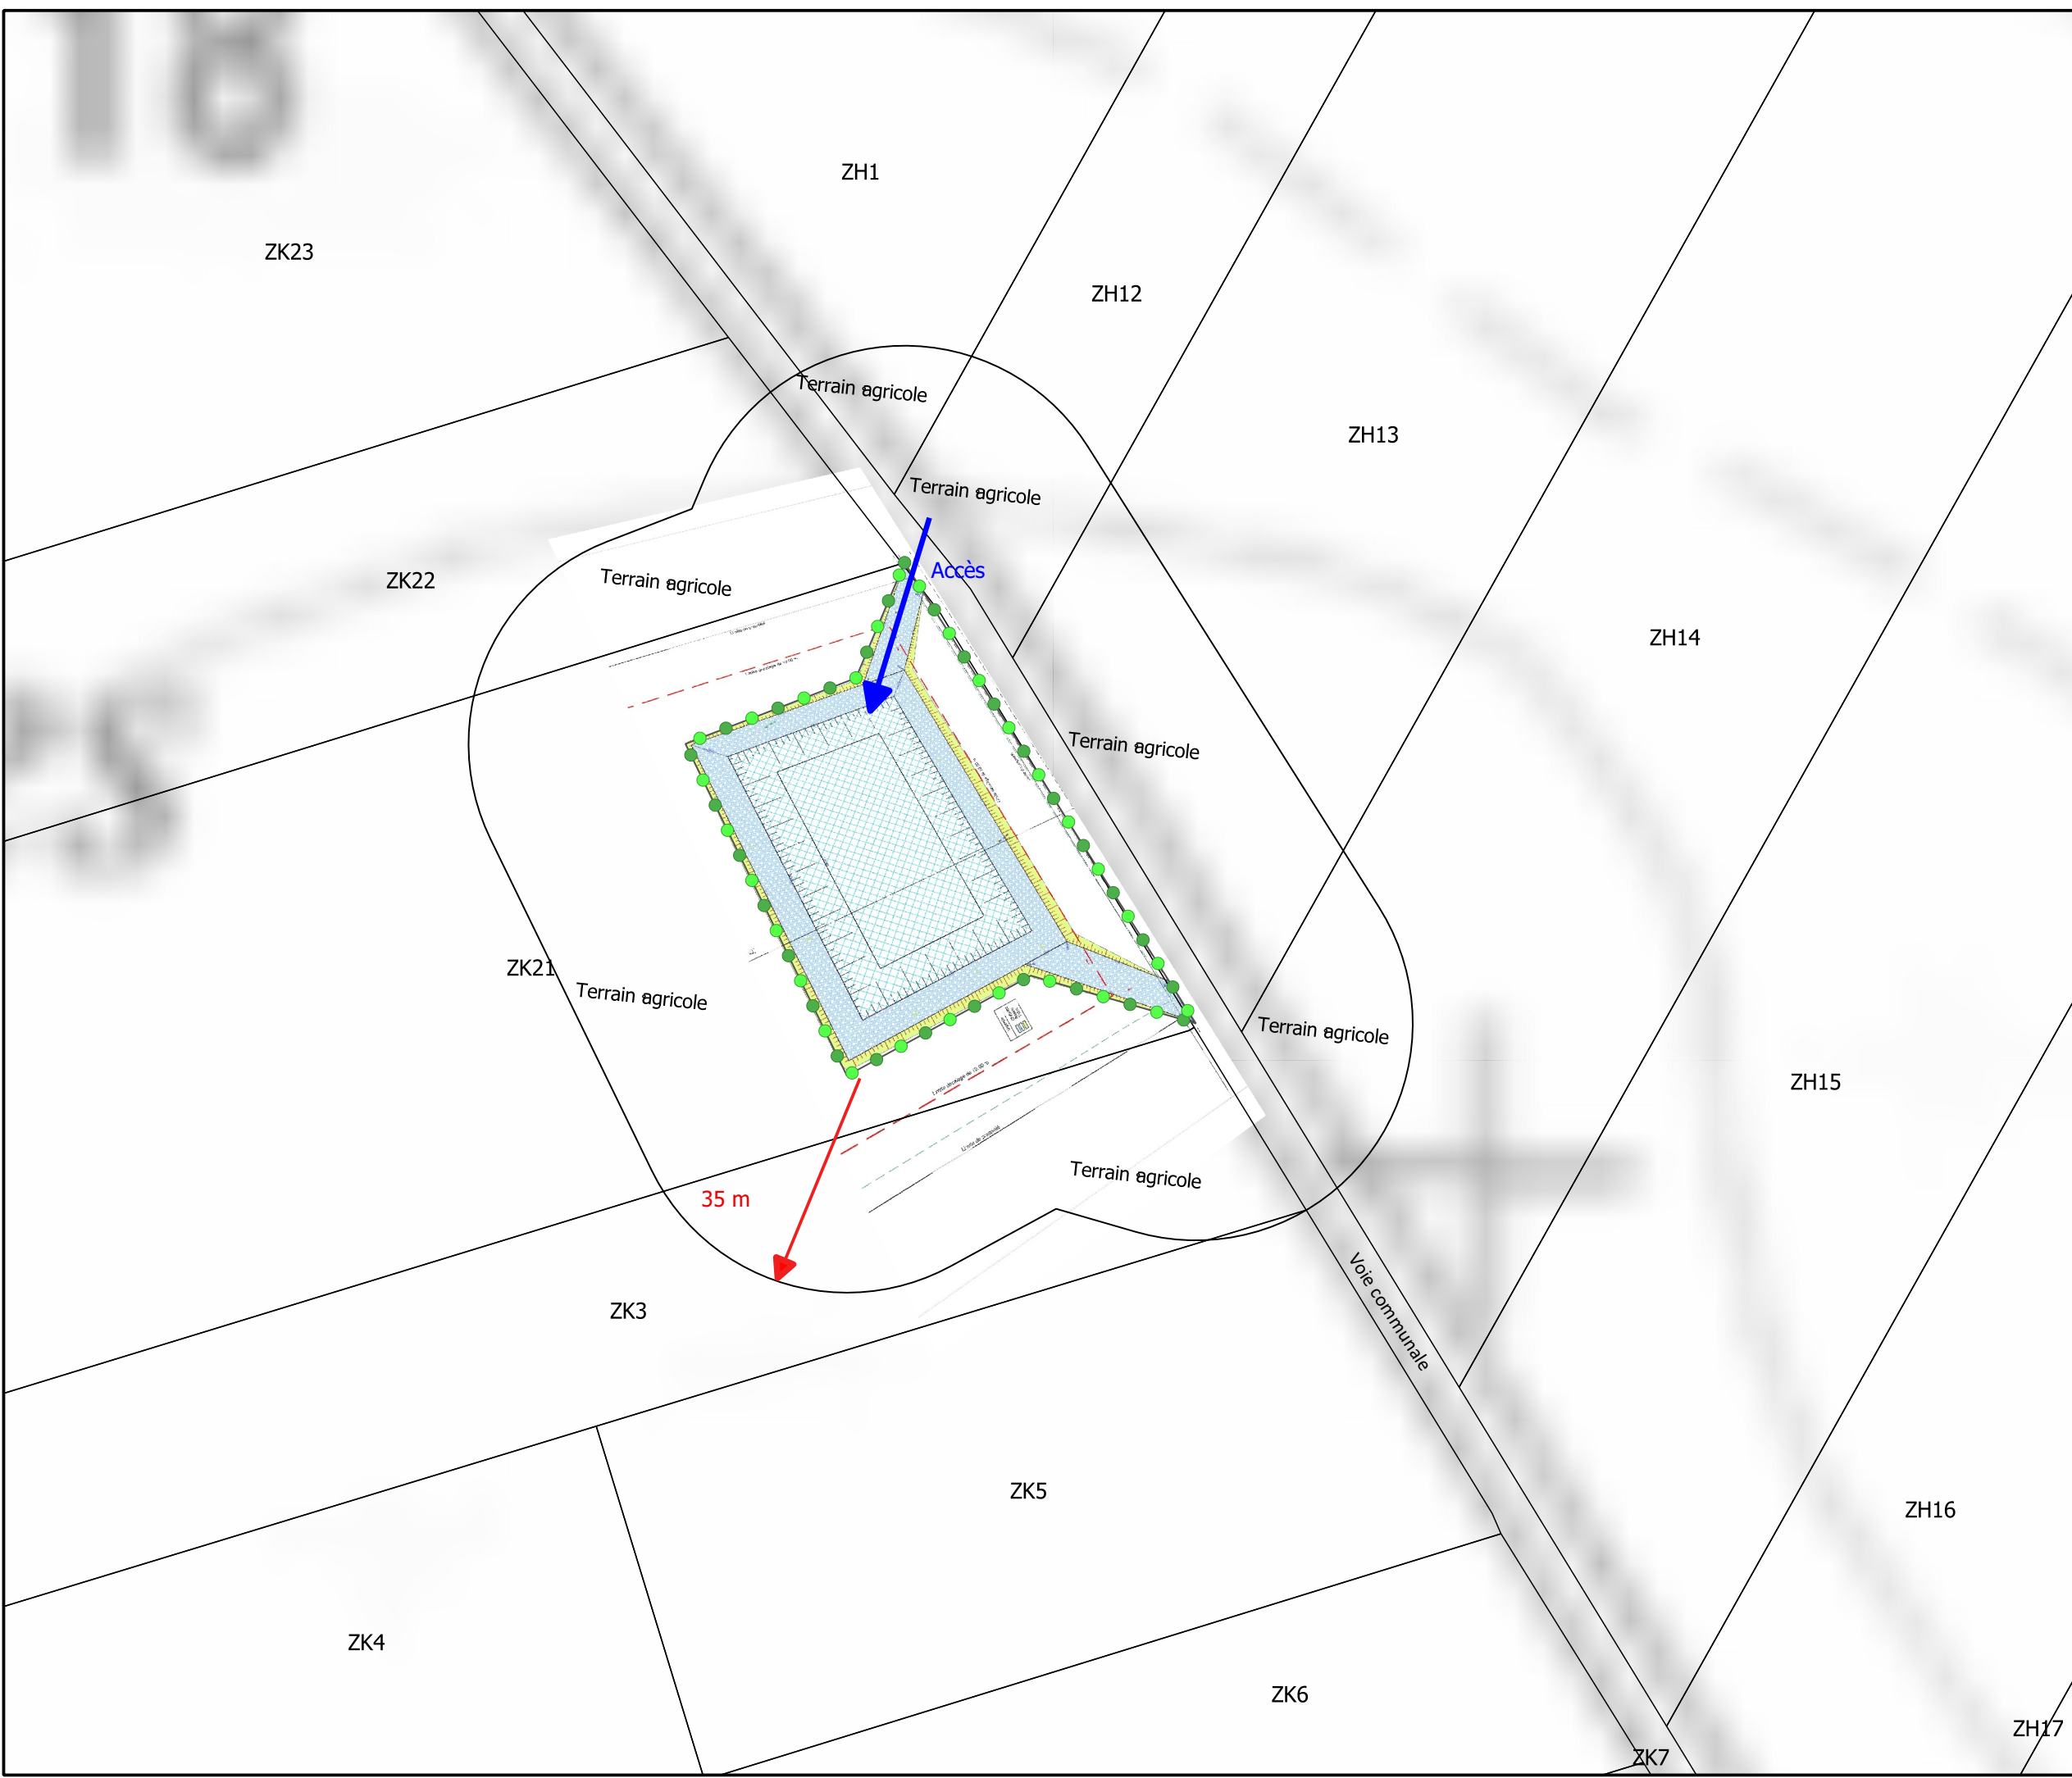 18
ZH1
ZK23
ZH12
Terrain agricole
ZH13
Terrain agricole
Accès
ZK22
Terrain agricole
ZH14
Terrain agricole
ZK21
Terrain agricole
Terrain agricole
ZH15
Terrain agricole
35 m
Voie communale
ZK3
ZK5
ZH16
ZK4
ZK6
ZH17
ZK7